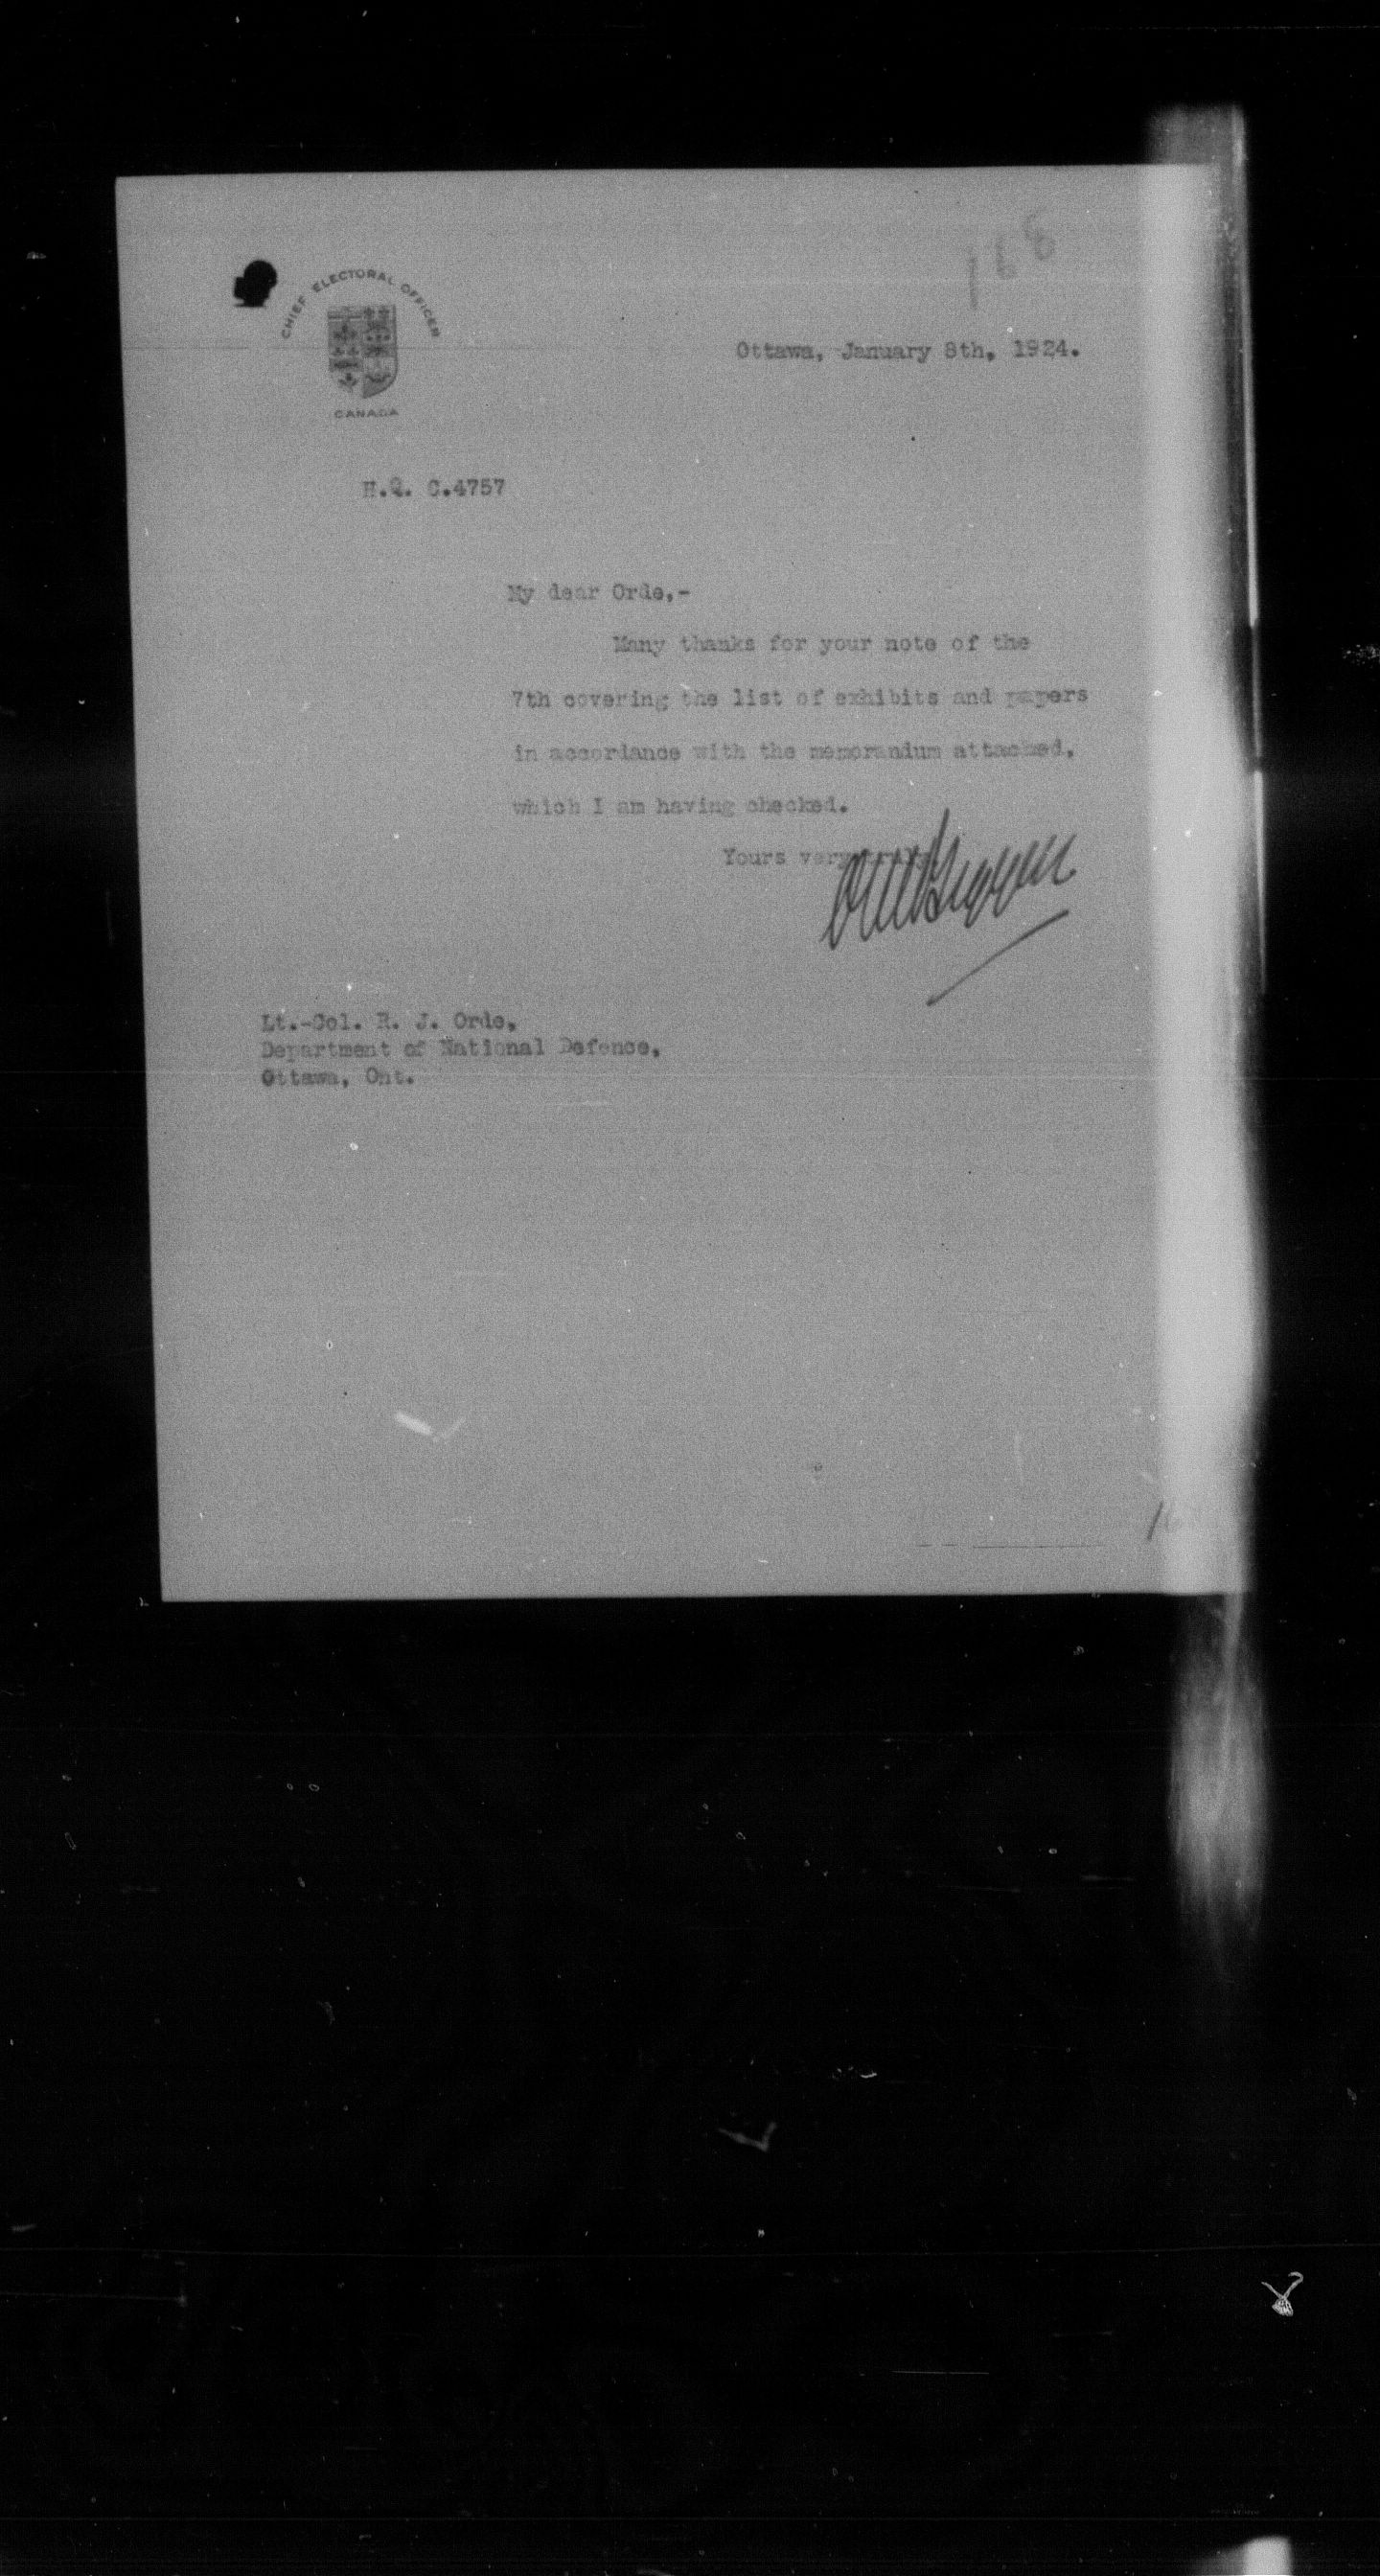 168
CHIEF ELECTORAL OFFICER
CANADA
Ottawa, January 8th, 1924.
H.Q. C.4757
My dear Orde,-
Many thanks for your note of the
7th covering the list of exhibits and papers
in accordance with the memorandum attached,
which I am having checked.
Yours very truly,
Lt.-Col. R. J. Orde,
Department of National Defence,
Ottawa, Ont.